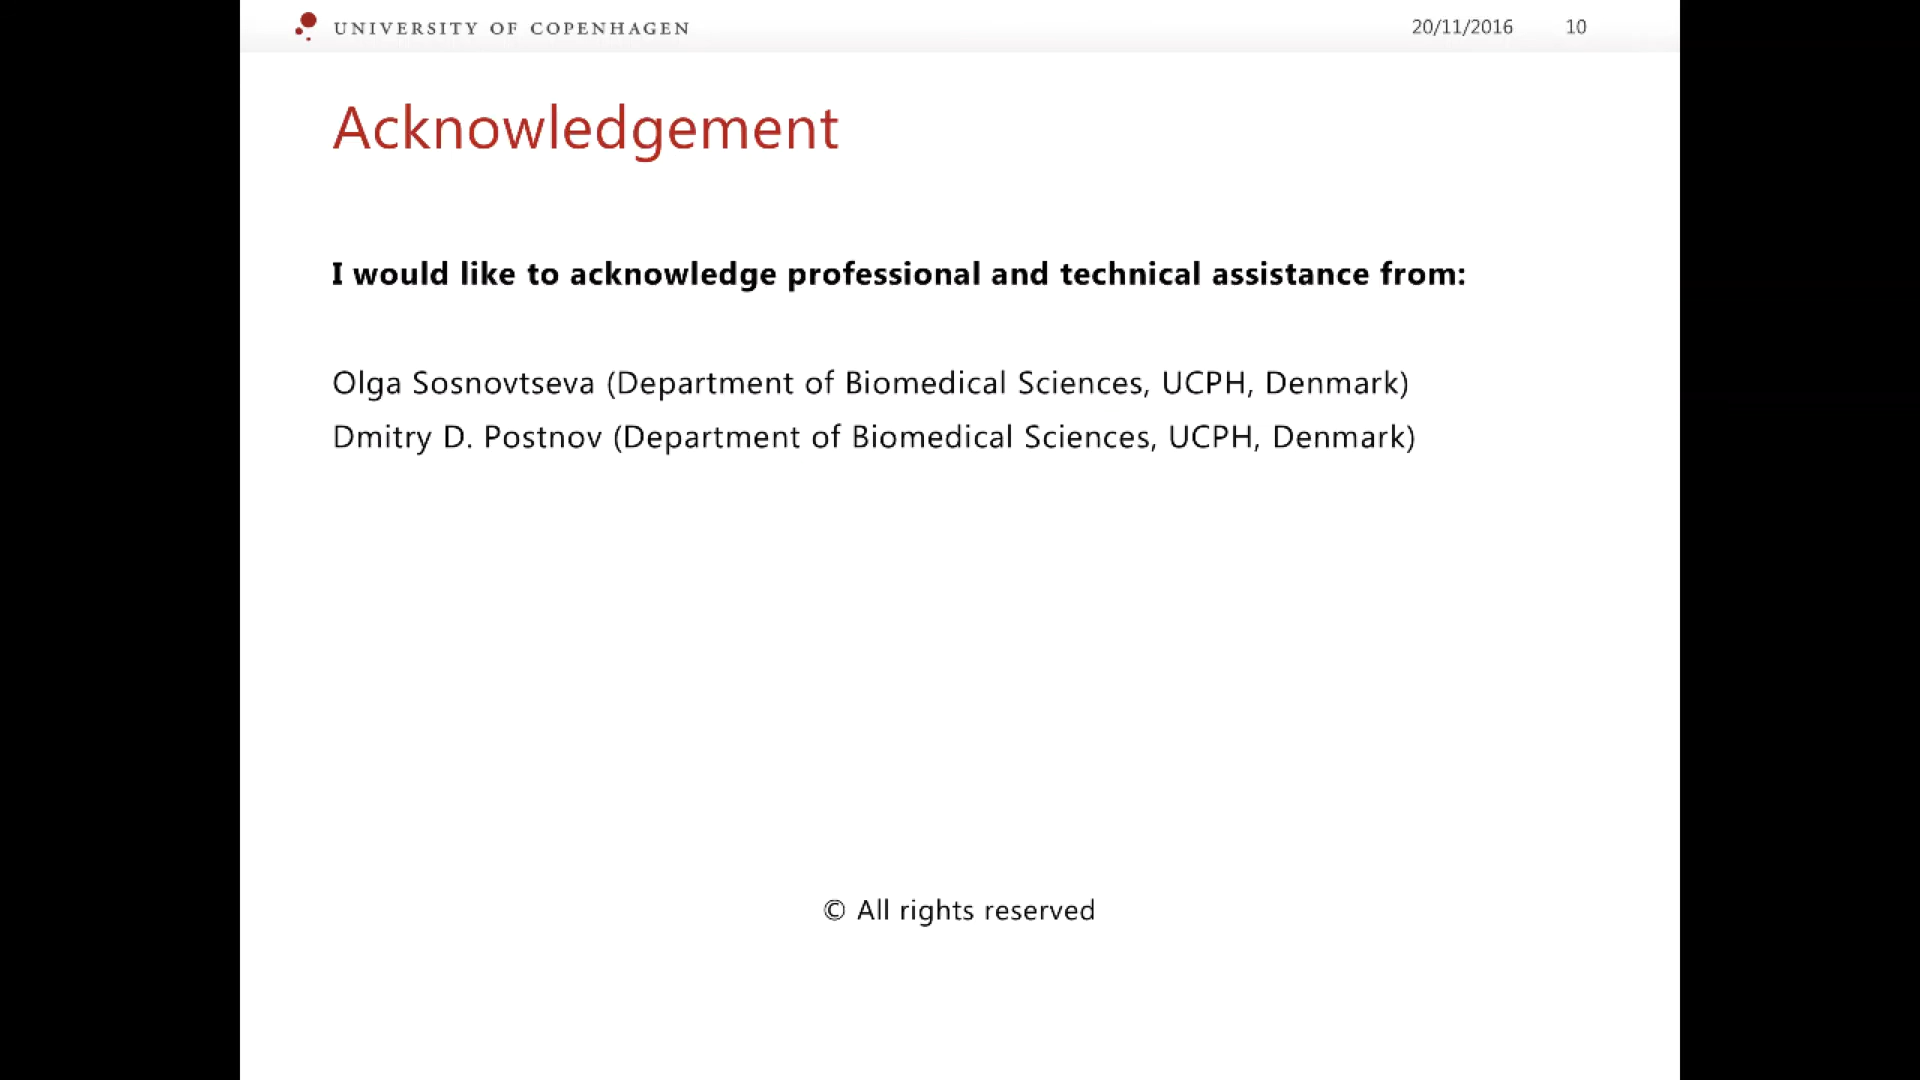 UNIVERSITY OF COPENHAGEN 20/11/2016 10
Acknowledgement
I would like to acknowledge professional and technical assistance from:
Olga Sosnovtseva (Department of Biomedical Sciences, UCPH, Denmark)
Dmitry D. Postnov (Department of Biomedical Sciences, UCPH, Denmark)
© All rights reserved